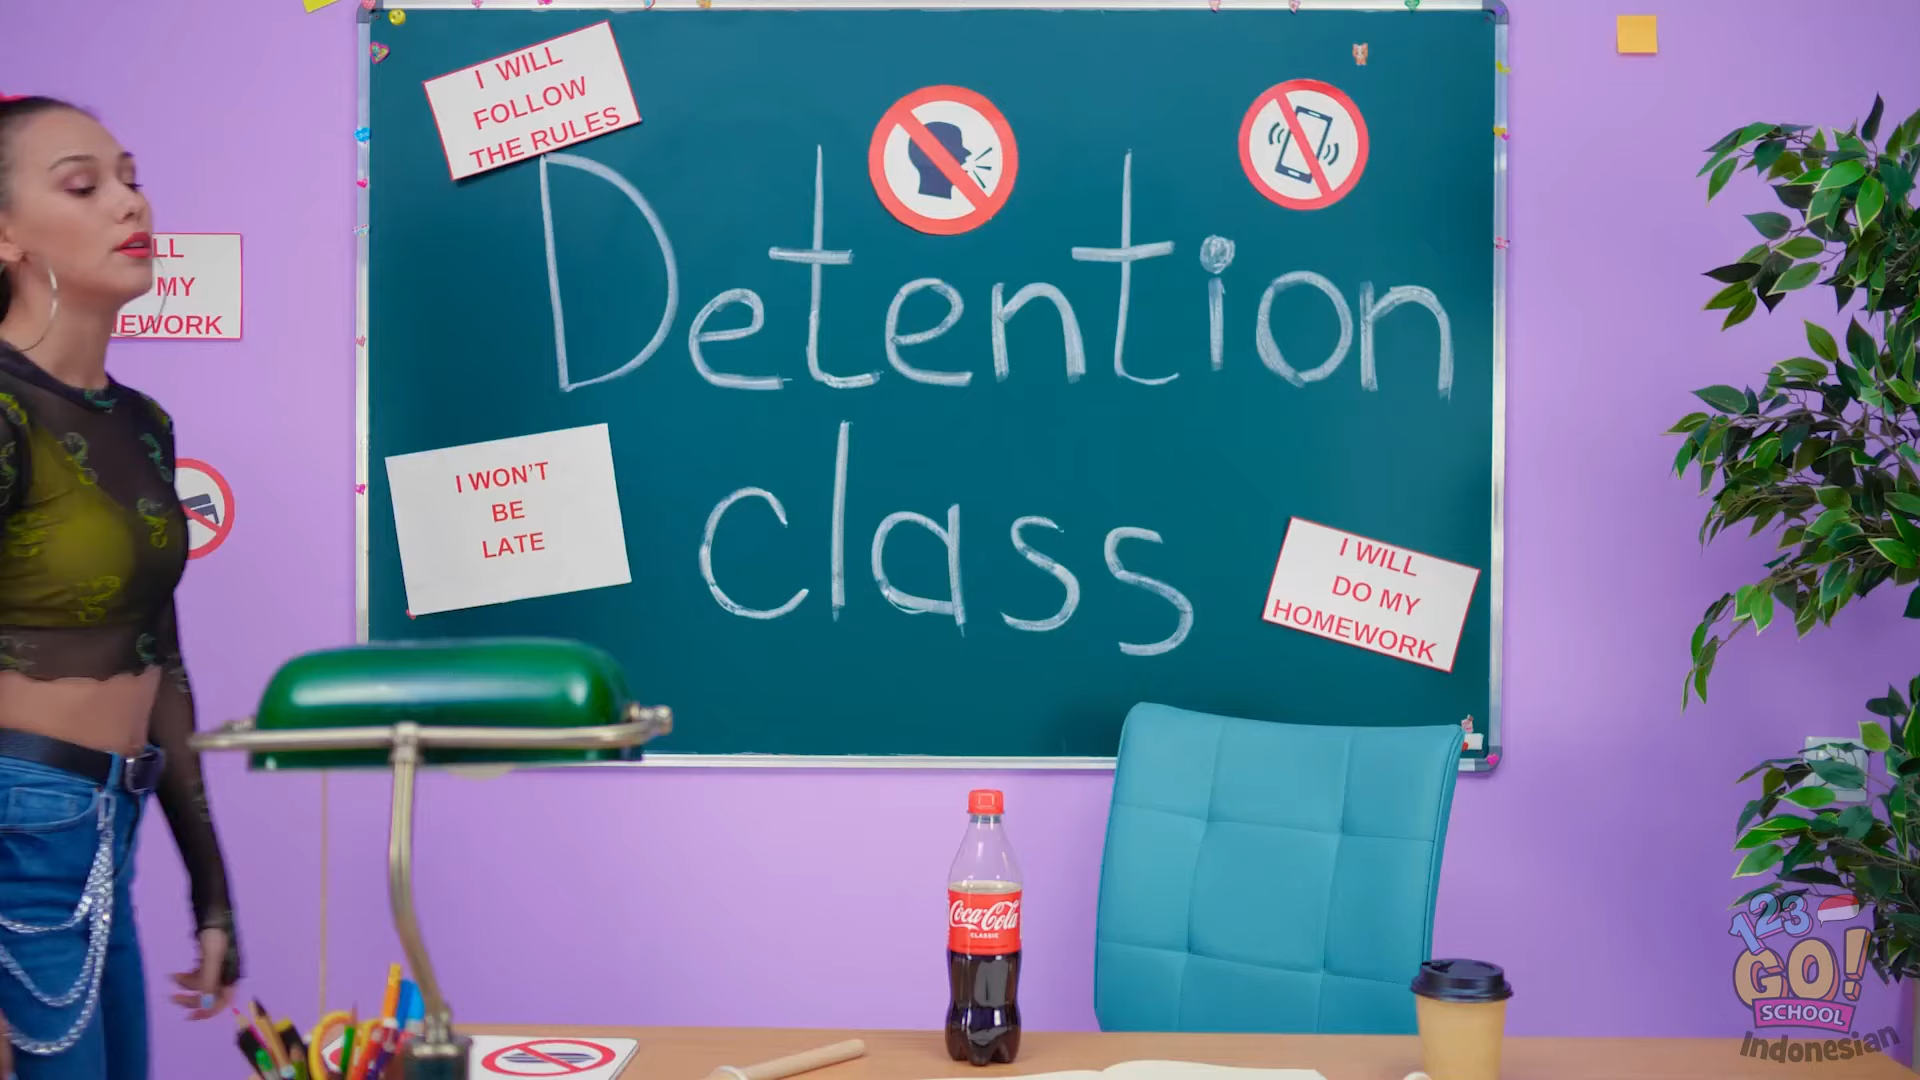 I WILL
FOLLOW
THE RULES
LL
MY
EWORK
Detention
class
I WON'T
BE
LATE
I WILL
DO MY
HOMEWORK
Coca-Cola
CLASSIC
123
GO!
SCHOOL
Indonesian